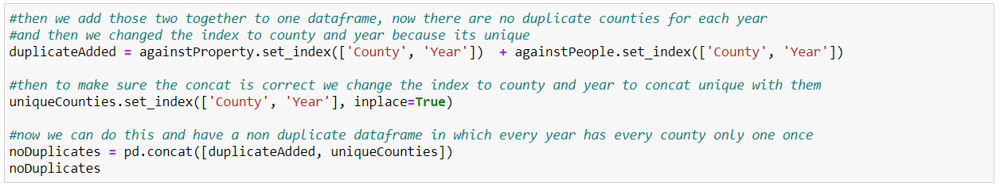 #then we add those two together to one dataframe, now there are no duplicate counties for each year
#and then we changed the index to county and year because its unique
duplicateAdded = againstProperty.set_index(['County', 'Year'])  + againstPeople.set_index(['County', 'Year'])
#then to make sure the concat is correct we change the index to county and year to concat unique with them
uniqueCounties.set_index(['County', 'Year'], inplace=True)
#now we can do this and have a non duplicate dataframe in which every year has every county only one once
noDuplicates = pd.concat([duplicateAdded, uniqueCounties])
noDuplicates